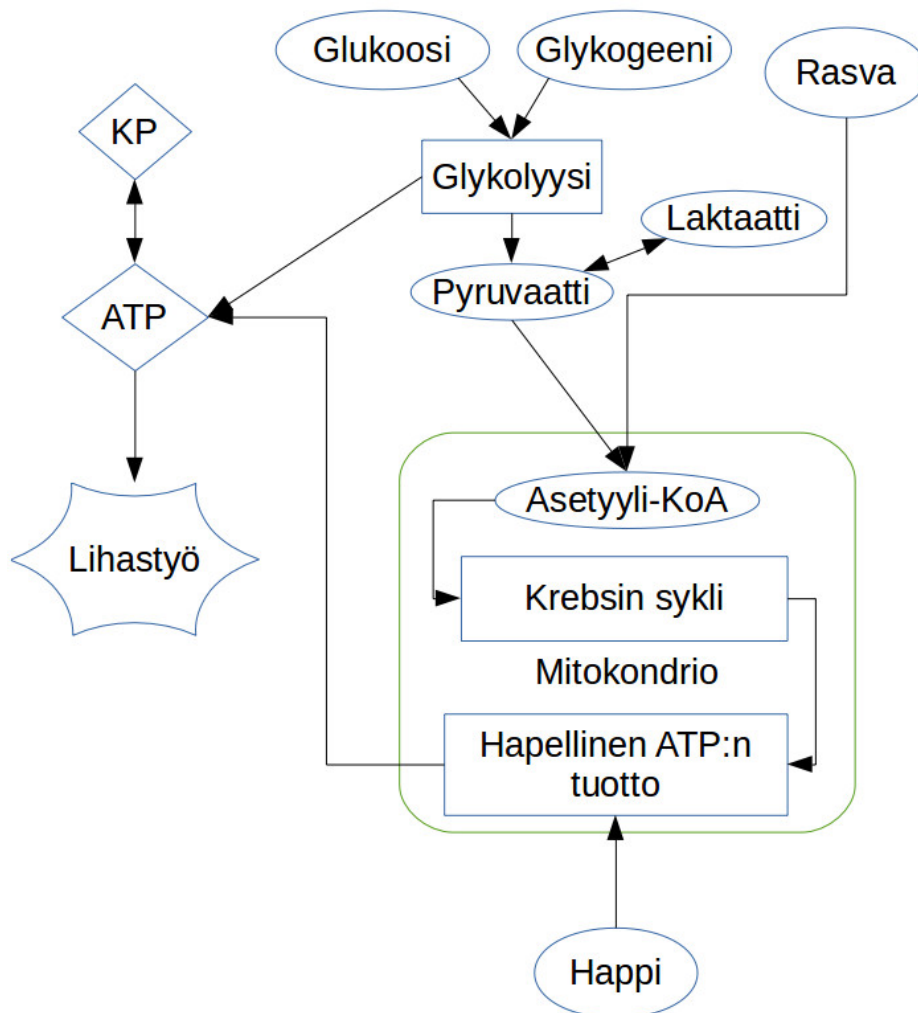 Glukoosi
Glykogeeni
Rasva
KP
Glykolyysi
Laktaatti
Pyruvaatti
ATP
Asetyyli-KoA
Lihastyö
Krebsin sykli
Mitokondrio
Hapellinen ATP:n
tuotto
Happi